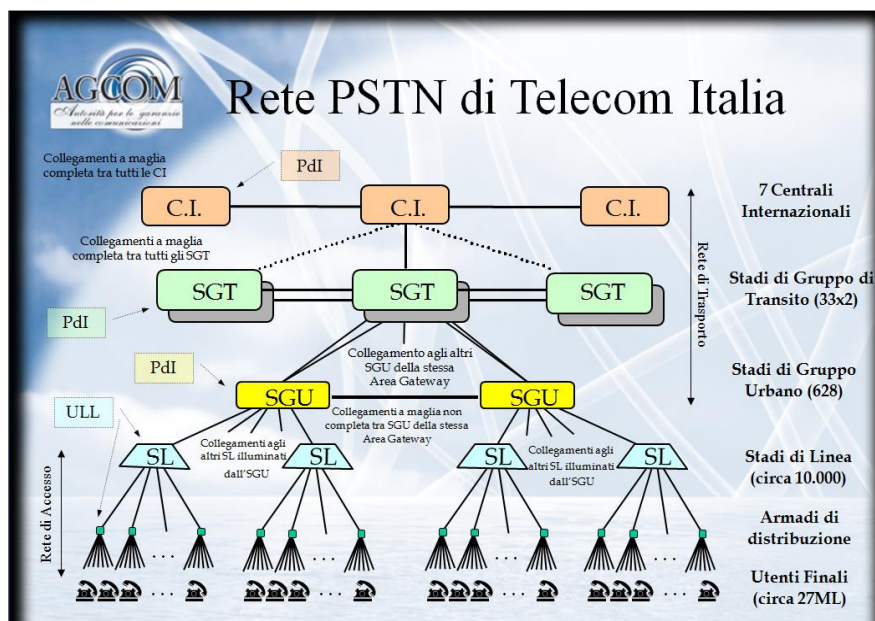 AGCOM
Autorità per le garanzie
nelle comunicazioni
Rete PSTN di Telecom Italia
Collegamenti a maglia
completa tra tutti le CI
PdI
C.I.
C.I.
C.I.
7 Centrali
Internazionali
Collegamenti a maglia
completa tra tutti gli SGT
SGT
SGT
SGT
Stadi di Gruppo di
Transito (33x2)
Rete di Trasporto
PdI
PdI
Collegamento agli altri
SGU della stessa
Area Gateway
SGU
SGU
Stadi di Gruppo
Urbano (628)
ULL
Collegamenti a maglia non
completa tra SGU della stessa
Area Gateway
Collegamenti agli
altri SL illuminati
dall'SGU
Collegamenti agli
altri SL illuminati
dall'SGU
SL
SL
SL
SL
Stadi di Linea
(circa 10.000)
Rete di Accesso
. . .
. . .
. . .
. . .
Armadi di
distribuzione
. . .
. . .
. . .
. . .
Utenti Finali
(circa 27ML)